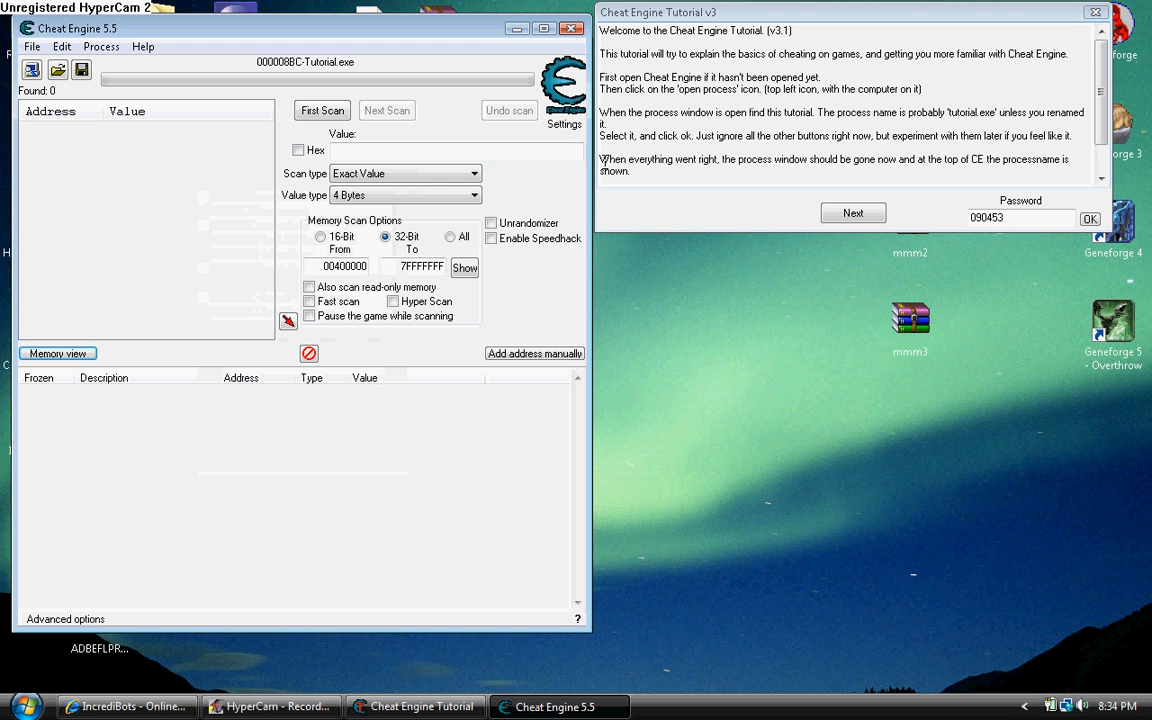 Unregistered HyperCam 2
Cheat Engine 5.5
File Edit Process Help
000008BC-Tutorial.exe
Found: 0
Address Value
First Scan Next Scan Undo scan
Cheat Engine
Settings
Value:
Hex
Scan type Exact Value
Value type 4 Bytes
Memory Scan Options
16-Bit 32-Bit All
From To
00400000 7FFFFFFF Show
Also scan read-only memory
Fast scan Hyper Scan
Pause the game while scanning
Unrandomizer
Enable Speedhack
Memory view
Add address manually
Frozen Description Address Type Value
Advanced options ?
Cheat Engine Tutorial v3
Welcome to the Cheat Engine Tutorial. (v3.1)
This tutorial will try to explain the basics of cheating on games, and getting you more familiar with Cheat Engine.
First open Cheat Engine if it hasn't been opened yet.
Then click on the 'open process' icon. (top left icon, with the computer on it)
When the process window is open find this tutorial. The process name is probably 'tutorial.exe' unless you renamed
it.
Select it, and click ok. Just ignore all the other buttons right now, but experiment with them later if you feel like it.
When everything went right, the process window should be gone now and at the top of CE the processname is
shown.
Next
Password
090453 OK
forge
forge 3
mmm2
Geneforge 4
mmm3
Geneforge 5
- Overthrow
ADBEFLPR...
IncrediBots - Online...
HyperCam - Record...
Cheat Engine Tutorial
Cheat Engine 5.5
8:34 PM